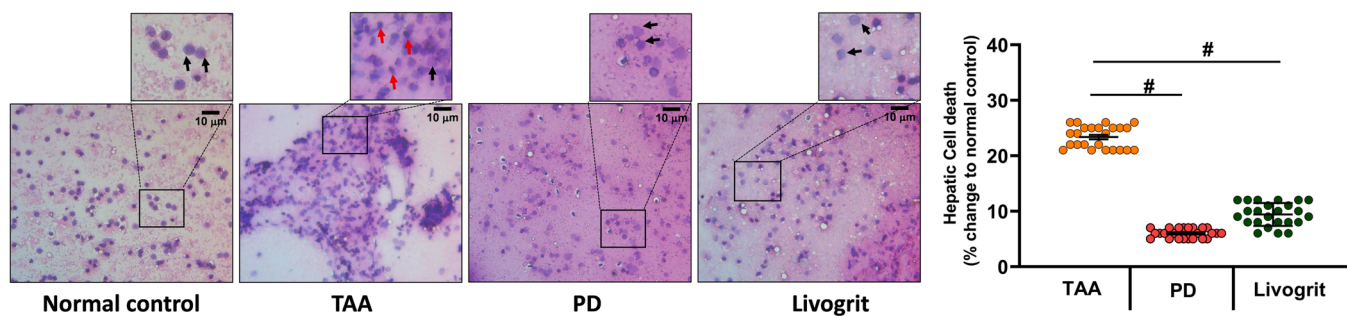 10 μm
10 μm
10 μm
10 μm
Normal control
TAA
PD
Livogrit
Hepatic Cell death
(% change to normal control)
40
30
20
10
0
#
#
TAA
PD
Livogrit